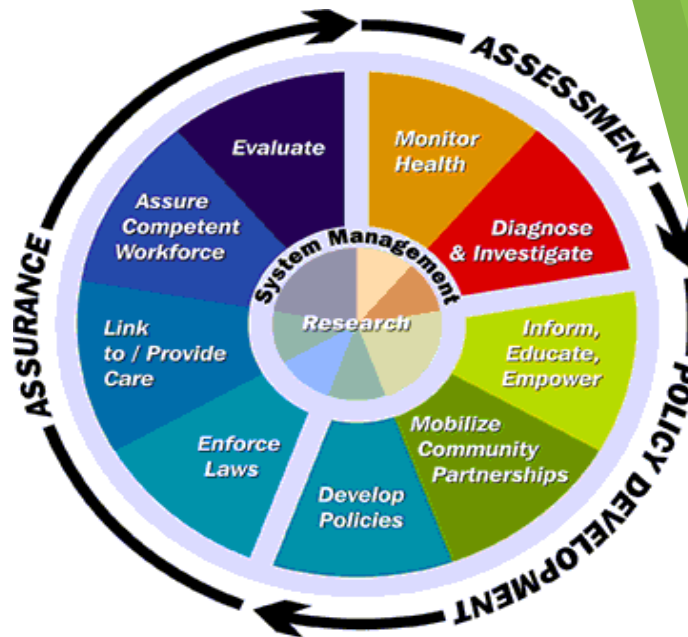 ASSESSMENT
Monitor
Health
Diagnose
& Investigate
POLICY DEVELOPMENT
Inform,
Educate,
Empower
Mobilize
Community
Partnerships
Develop
Policies
ASSURANCE
Enforce
Laws
Link
to / Provide
Care
Assure
Competent
Workforce
Evaluate
System Management
Research